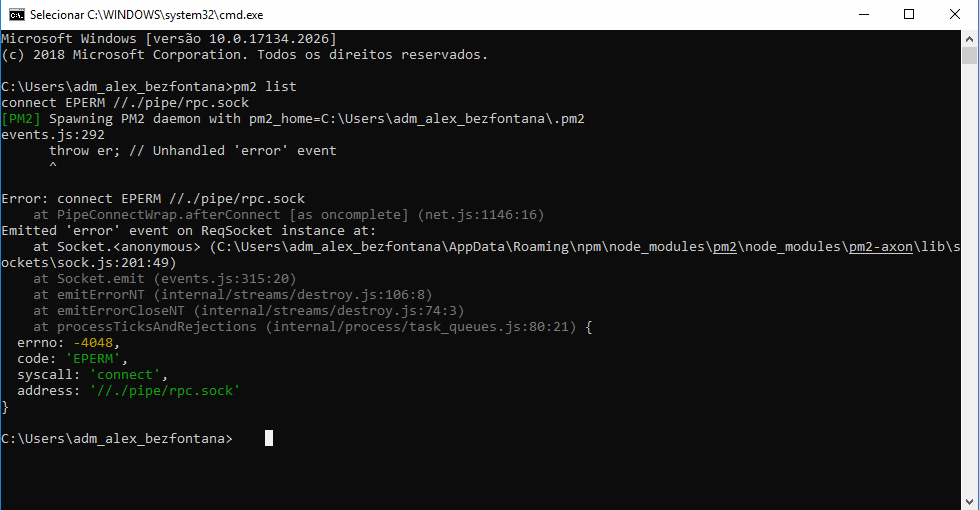 Selecionar C:\WINDOWS\system32\cmd.exe
Microsoft Windows [versão 10.0.17134.2026]
(c) 2018 Microsoft Corporation. Todos os direitos reservados.
C:\Users\adm_alex_bezfontana>pm2 list
connect EPERM //./pipe/rpc.sock
[PM2] Spawning PM2 daemon with pm2_home=C:\Users\adm_alex_bezfontana\.pm2
events.js:292
      throw er; // Unhandled 'error' event
      ^
Error: connect EPERM //./pipe/rpc.sock
    at PipeConnectWrap.afterConnect [as oncomplete] (net.js:1146:16)
Emitted 'error' event on ReqSocket instance at:
    at Socket.<anonymous> (C:\Users\adm_alex_bezfontana\AppData\Roaming\npm\node_modules\pm2\node_modules\pm2-axon\lib\s
ockets\sock.js:201:49)
    at Socket.emit (events.js:315:20)
    at emitErrorNT (internal/streams/destroy.js:106:8)
    at emitErrorCloseNT (internal/streams/destroy.js:74:3)
    at processTicksAndRejections (internal/process/task_queues.js:80:21) {
  errno: -4048,
  code: 'EPERM',
  syscall: 'connect',
  address: '//./pipe/rpc.sock'
}
C:\Users\adm_alex_bezfontana>